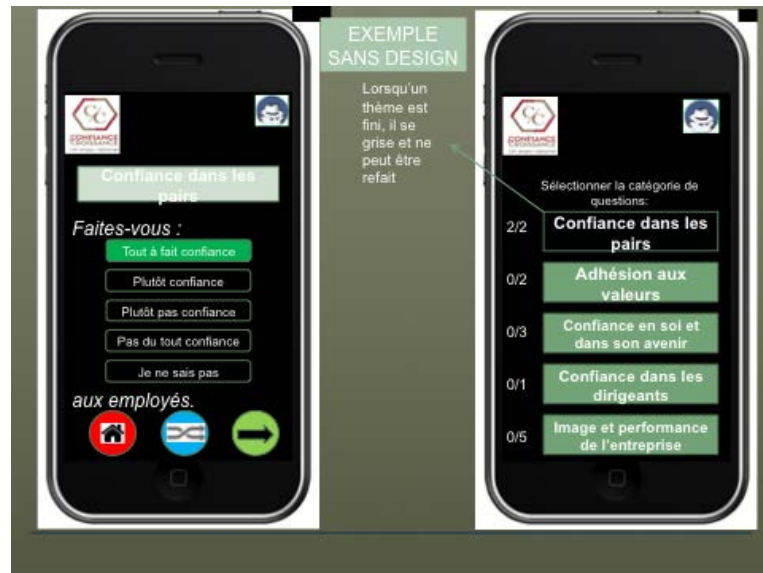 CONFIANCE
CROISSANCE
Confiance dans les
pairs
Faites-vous :
Tout à fait confiance
Plutôt confiance
Plutôt pas confiance
Pas du tout confiance
Je ne sais pas
aux employés.
EXEMPLE
SANS DESIGN
Lorsqu'un
thème est
fini, il se
grise et ne
peut être
refait
CONFIANCE
CROISSANCE
Sélectionner la catégorie de
questions:
2/2 Confiance dans les
pairs
0/2 Adhésion aux
valeurs
0/3 Confiance en soi et
dans son avenir
0/1 Confiance dans les
dirigeants
0/5 Image et performance
de l'entreprise